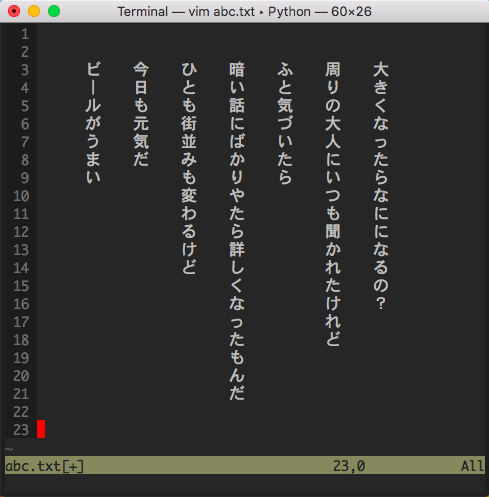 Terminal — vim abc.txt ▸ Python — 60×26
1
2
3
4
5
6
7
8
9
10
11
12
13
14
15
16
17
18
19
20
21
22
23
大きくなったらなにになるの？
周りの大人にいつも聞かれたけれど
ふと気づいたら
暗い話にばかりやたら詳しくなったもんだ
ひとも街並みも変わるけど
今日も元気だ
ビールがうまい
~
abc.txt[+] 23,0 All